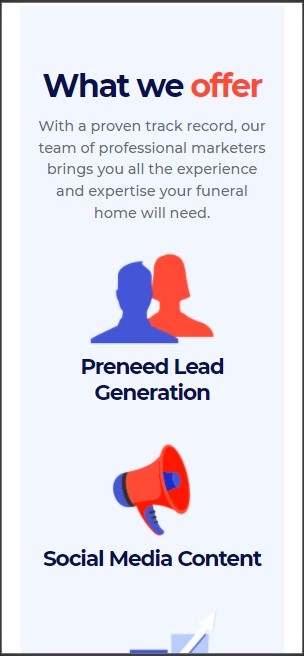 What we offer
With a proven track record, our
team of professional marketers
brings you all the experience
and expertise your funeral
home will need.
Preneed Lead
Generation
Social Media Content